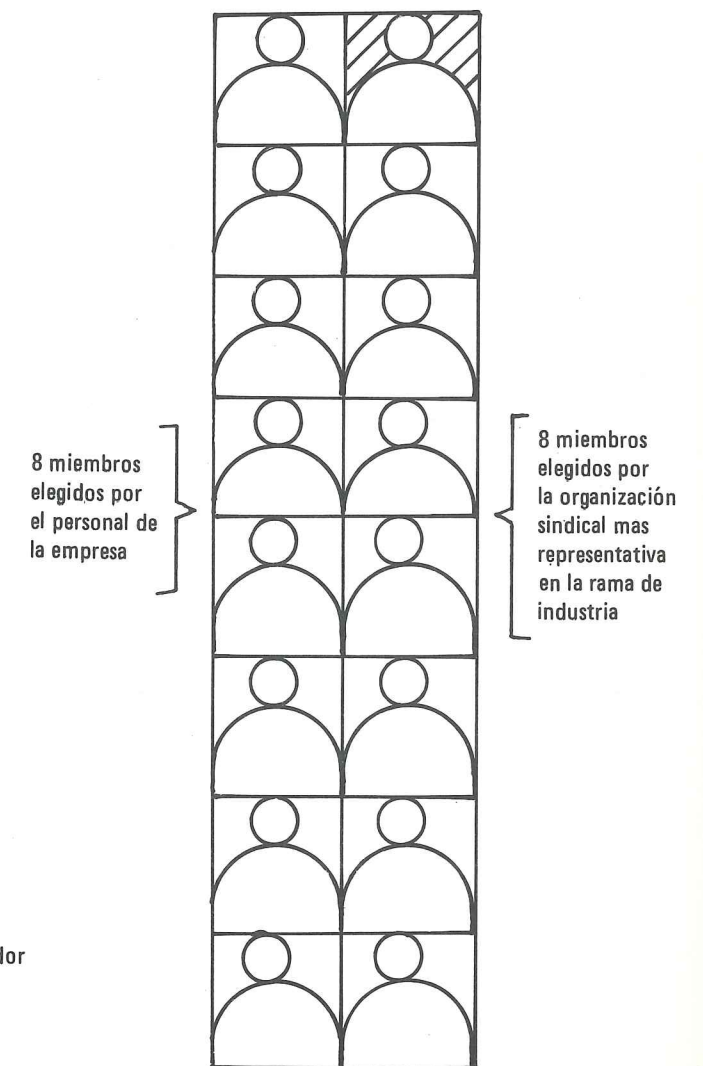 8 miembros
elegidos por
el personal de
la empresa
8 miembros
elegidos por
la organización
sindical mas
representativa
en la rama de
industria